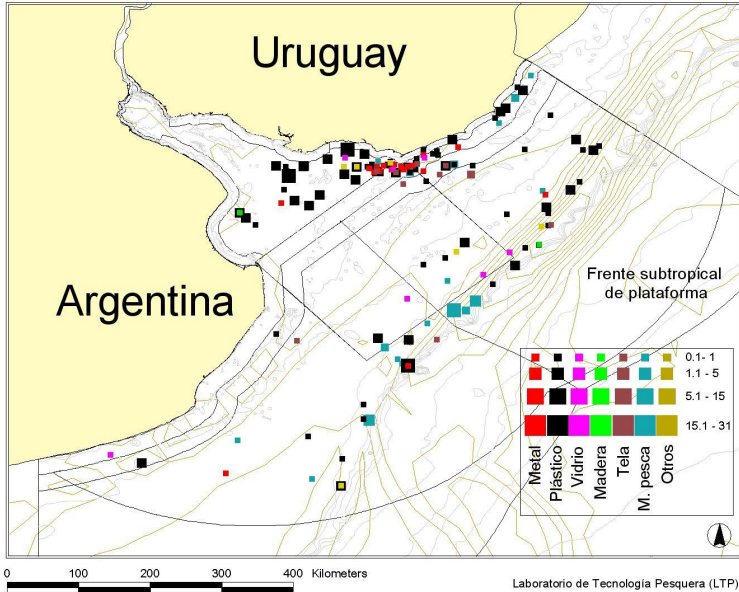 Uruguay
Argentina
Frente subtropical
de plataforma
0.1 - 1
1.1 - 5
5.1 - 15
15.1 - 31
Metal
Plástico
Vidrio
Madera
Tela
M. pesca
Otros
0 100 200 300 400 Kilometers
Laboratorio de Tecnología Pesquera (LTP)